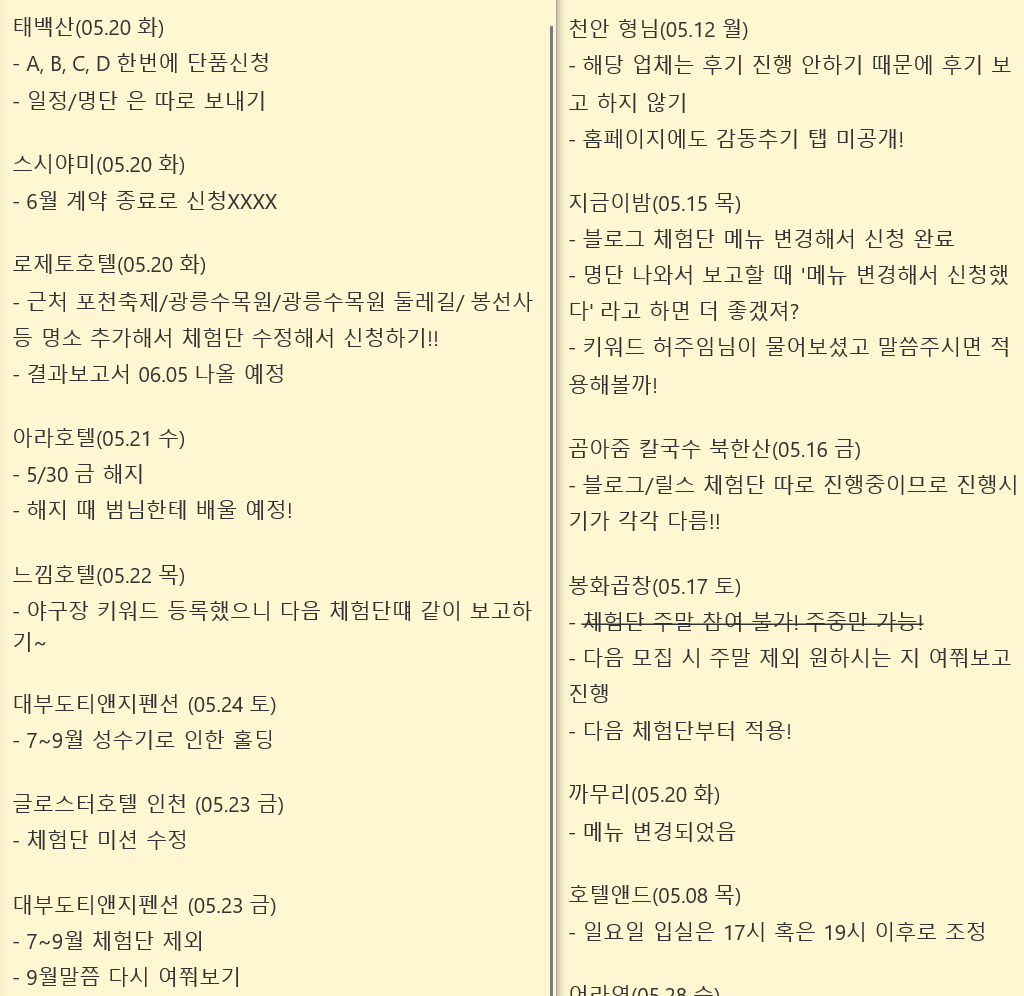 태백산(05.20 화)
- A, B, C, D 한번에 단품신청
- 일정/명단 은 따로 보내기
스시야미(05.20 화)
- 6월 계약 종료로 신청XXXX
로제토호텔(05.20 화)
- 근처 포천축제/광릉수목원/광릉수목원 둘레길/ 봉선사
등 명소 추가해서 체험단 수정해서 신청하기!!
- 결과보고서 06.05 나올 예정
아라호텔(05.21 수)
- 5/30 금 해지
- 해지 때 범님한테 배울 예정!
느낌호텔(05.22 목)
- 야구장 키워드 등록했으니 다음 체험단떄 같이 보고하
기~
대부도티앤지펜션 (05.24 토)
- 7~9월 성수기로 인한 홀딩
글로스터호텔 인천 (05.23 금)
- 체험단 미션 수정
대부도티앤지펜션 (05.23 금)
- 7~9월 체험단 제외
- 9월말쯤 다시 여쭤보기
천안 형님(05.12 월)
- 해당 업체는 후기 진행 안하기 때문에 후기 보
고 하지 않기
- 홈페이지에도 감동추기 탭 미공개!
지금이밤(05.15 목)
- 블로그 체험단 메뉴 변경해서 신청 완료
- 명단 나와서 보고할 때 '메뉴 변경해서 신청했
다' 라고 하면 더 좋겠져?
- 키워드 허주임님이 물어보셨고 말씀주시면 적
용해볼까!
곰아줌 칼국수 북한산(05.16 금)
- 블로그/릴스 체험단 따로 진행중이므로 진행시
기가 각각 다름!!
봉화곱창(05.17 토)
- 체험단 주말 참여 불가! 주중만 가능!
- 다음 모집 시 주말 제외 원하시는 지 여쭤보고
진행
- 다음 체험단부터 적용!
까무리(05.20 화)
- 메뉴 변경되었음
호텔앤드(05.08 목)
- 일요일 입실은 17시 혹은 19시 이후로 조정